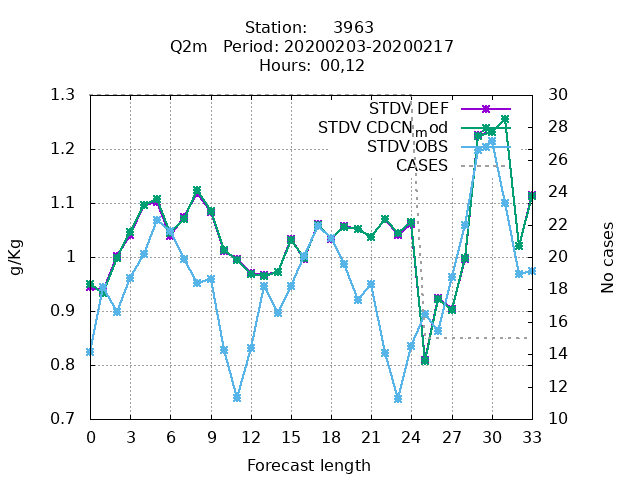 Station: 3963
Q2m Period: 20200203-20200217
Hours: 00,12
1.3
1.2
1.1
1
0.9
0.8
0.7
g/Kg
STDV DEF
STDV CDCNmod
STDV OBS
CASES
30
28
26
24
22
20
18
16
14
12
10
No cases
0 3 6 9 12 15 18 21 24 27 30 33
Forecast length